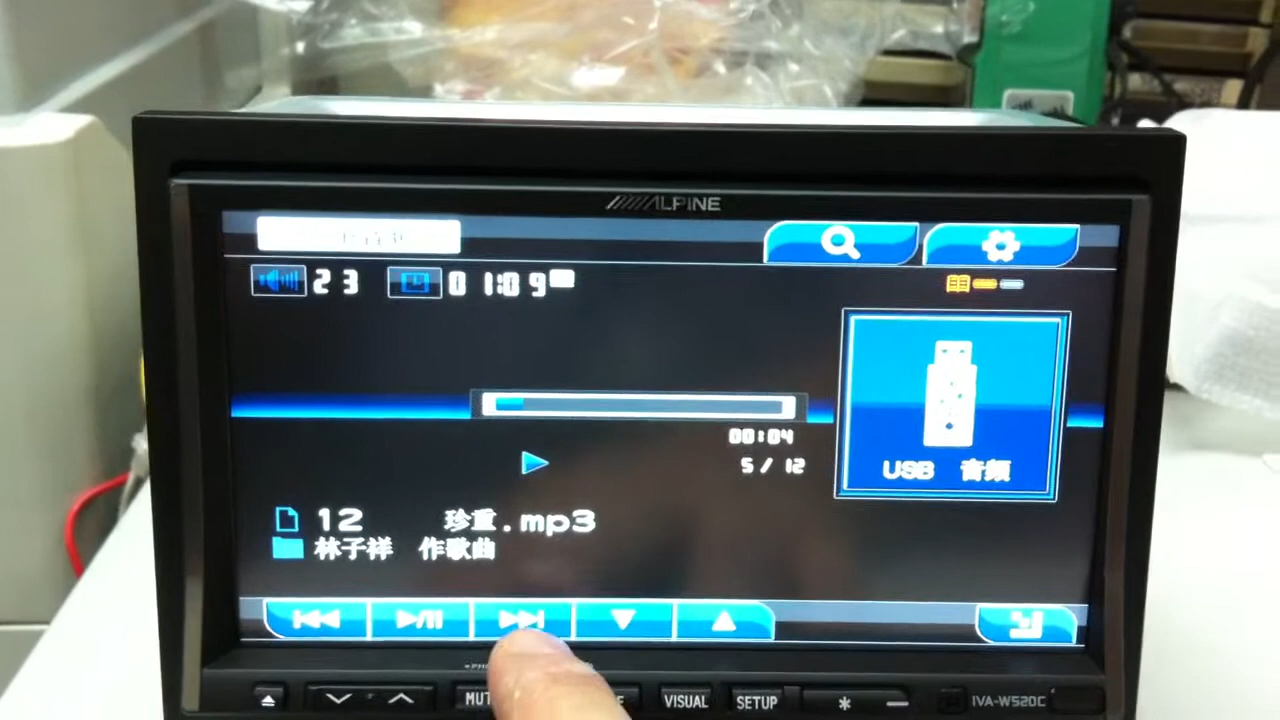 ALPINE
23
01:09
00:04
5/12
USB 音频
12 珍重.mp3
林子祥 作歌曲
VISUAL
SETUP
IVA-W520C